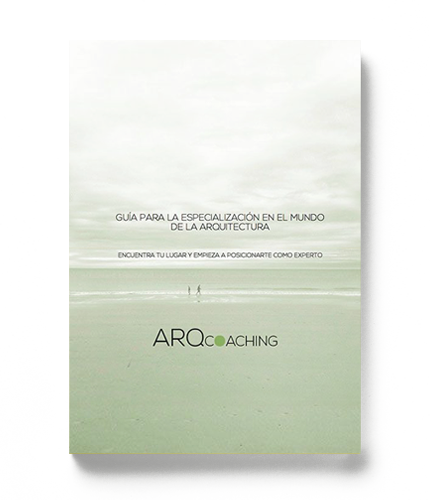 GUÍA PARA LA ESPECIALIZACIÓN EN EL MUNDO
DE LA ARQUITECTURA
ENCUENTRA TU LUGAR Y EMPIEZA A POSICIONARTE COMO EXPERTO
ARQCOACHING